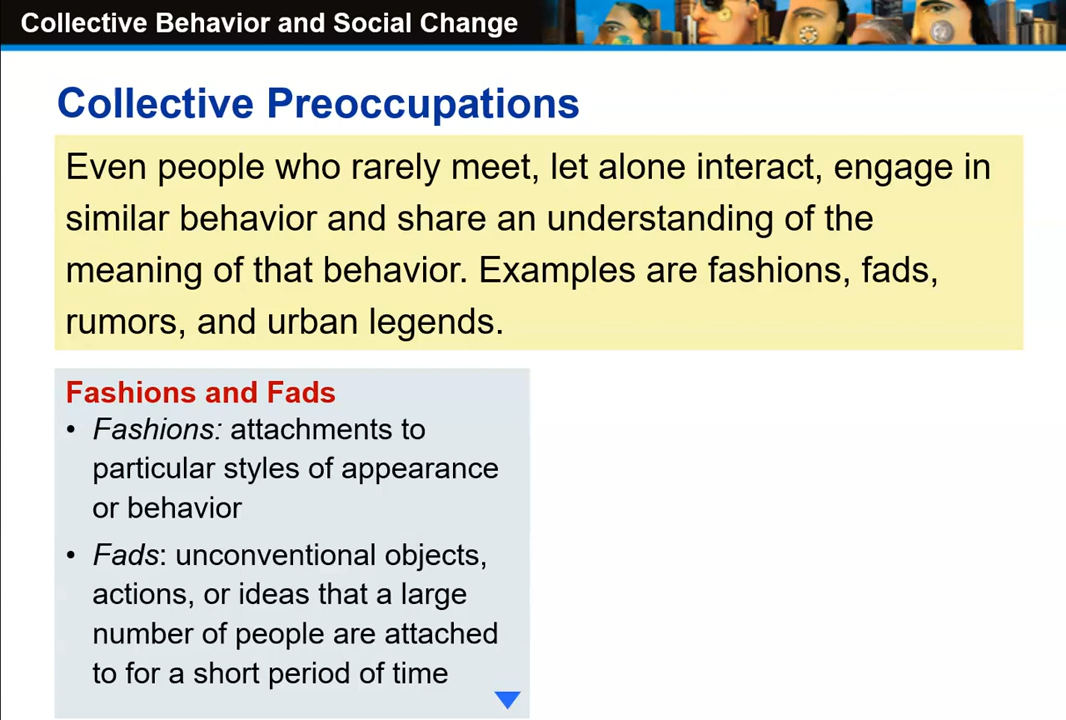 Collective Behavior and Social Change
Collective Preoccupations
Even people who rarely meet, let alone interact, engage in
similar behavior and share an understanding of the
meaning of that behavior. Examples are fashions, fads,
rumors, and urban legends.
Fashions and Fads
• Fashions: attachments to
particular styles of appearance
or behavior
• Fads: unconventional objects,
actions, or ideas that a large
number of people are attached
to for a short period of time